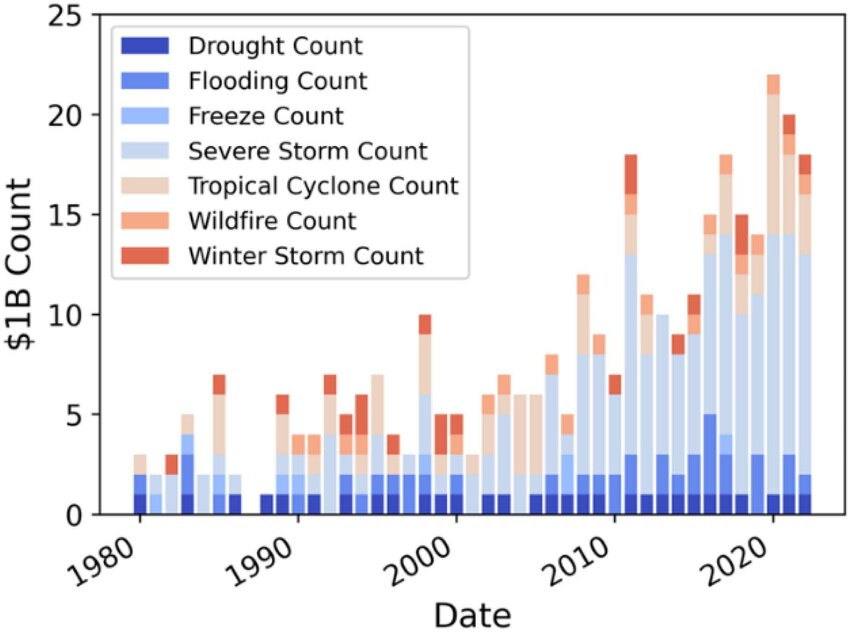 25
20
15
10
5
0
$1B Count
Drought Count
Flooding Count
Freeze Count
Severe Storm Count
Tropical Cyclone Count
Wildfire Count
Winter Storm Count
1980
1990
2000
2010
2020
Date